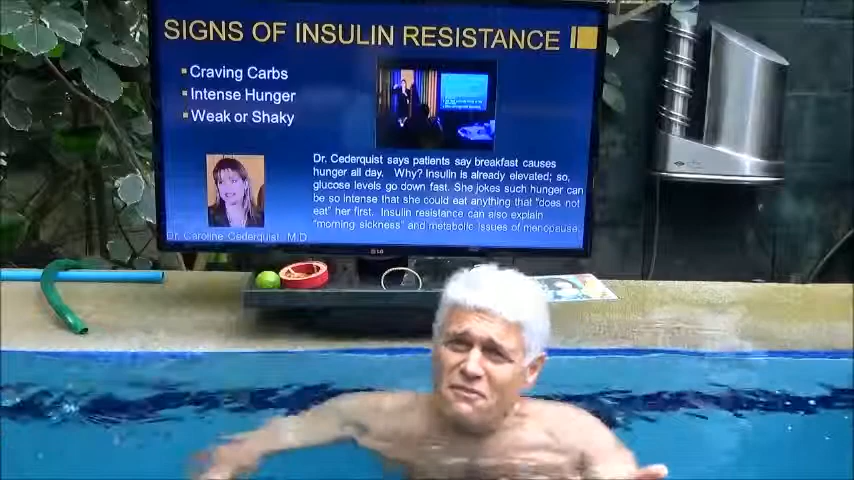 SIGNS OF INSULIN RESISTANCE
Craving Carbs
Intense Hunger
Weak or Shaky
Dr. Cederquist says patients say breakfast causes
hunger all day. Why? Insulin is already elevated; so,
glucose levels go down fast. She jokes such hunger can
be so intense that she could eat anything that "does not
eat" her first. Insulin resistance can also explain
"morning sickness" and metabolic issues of menopause.
Dr. Caroline Cederquist, M.D
LG